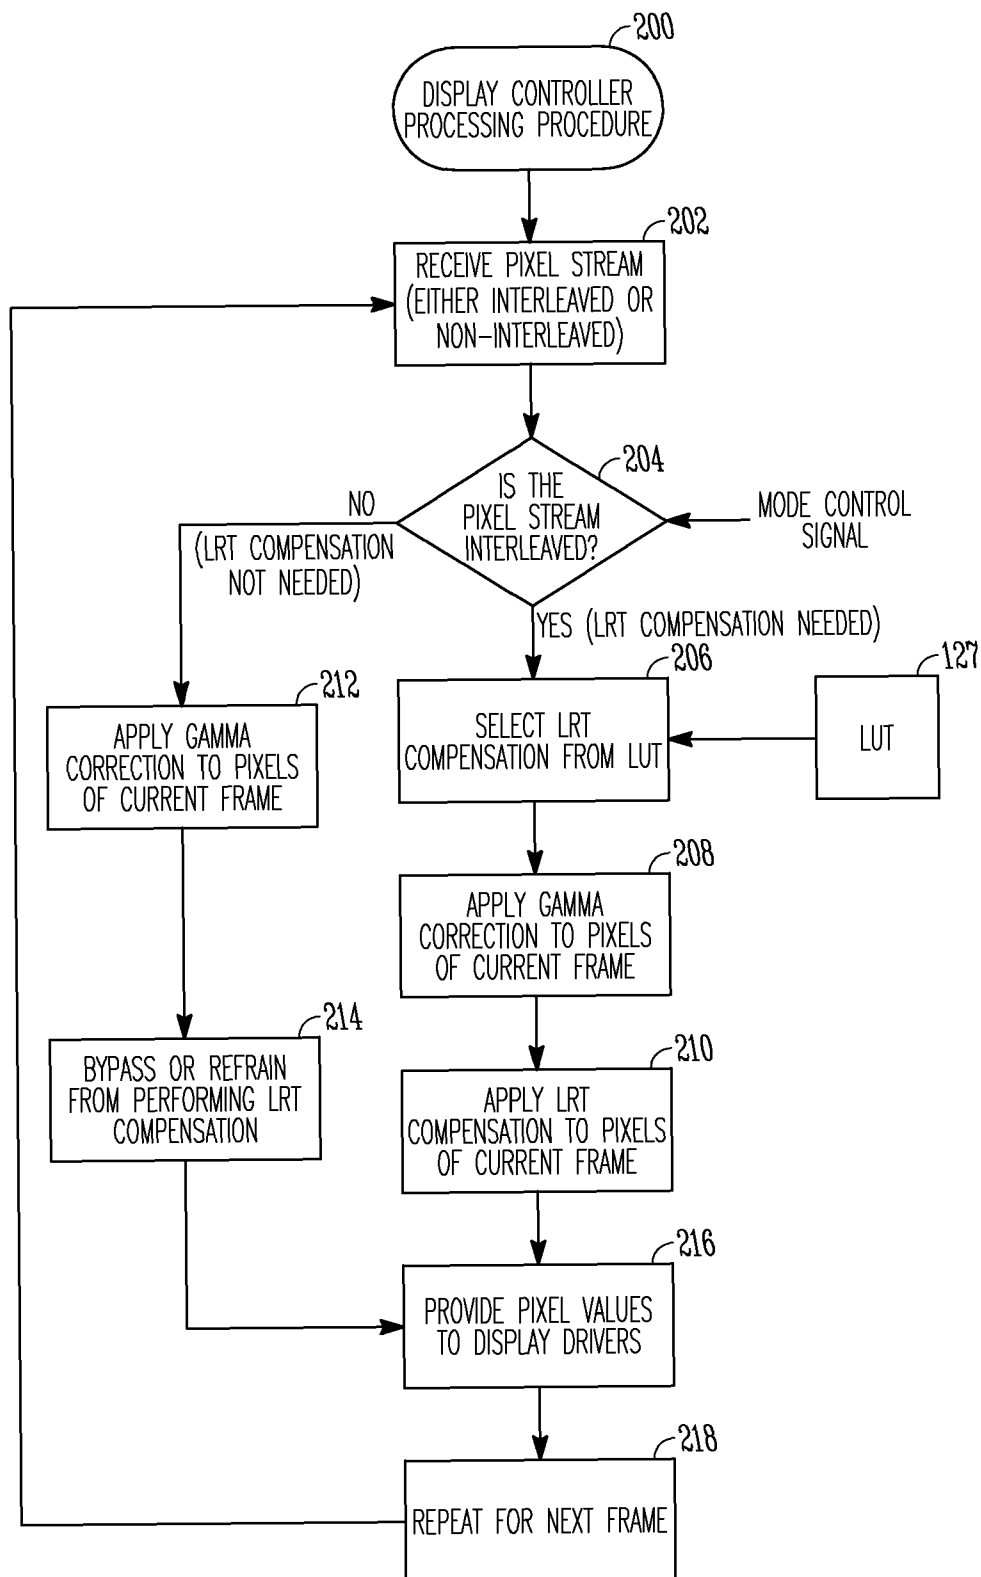 200
DISPLAY CONTROLLER
PROCESSING PROCEDURE
202
RECEIVE PIXEL STREAM
(EITHER INTERLEAVED OR
NON-INTERLEAVED)
204
IS THE
PIXEL STREAM
INTERLEAVED?
MODE CONTROL
SIGNAL
NO
(LRT COMPENSATION
NOT NEEDED)
YES (LRT COMPENSATION NEEDED)
206
SELECT LRT
COMPENSATION FROM LUT
127
LUT
212
APPLY GAMMA
CORRECTION TO PIXELS
OF CURRENT FRAME
208
APPLY GAMMA
CORRECTION TO PIXELS
OF CURRENT FRAME
214
BYPASS OR REFRAIN
FROM PERFORMING LRT
COMPENSATION
210
APPLY LRT
COMPENSATION TO PIXELS
OF CURRENT FRAME
216
PROVIDE PIXEL VALUES
TO DISPLAY DRIVERS
218
REPEAT FOR NEXT FRAME